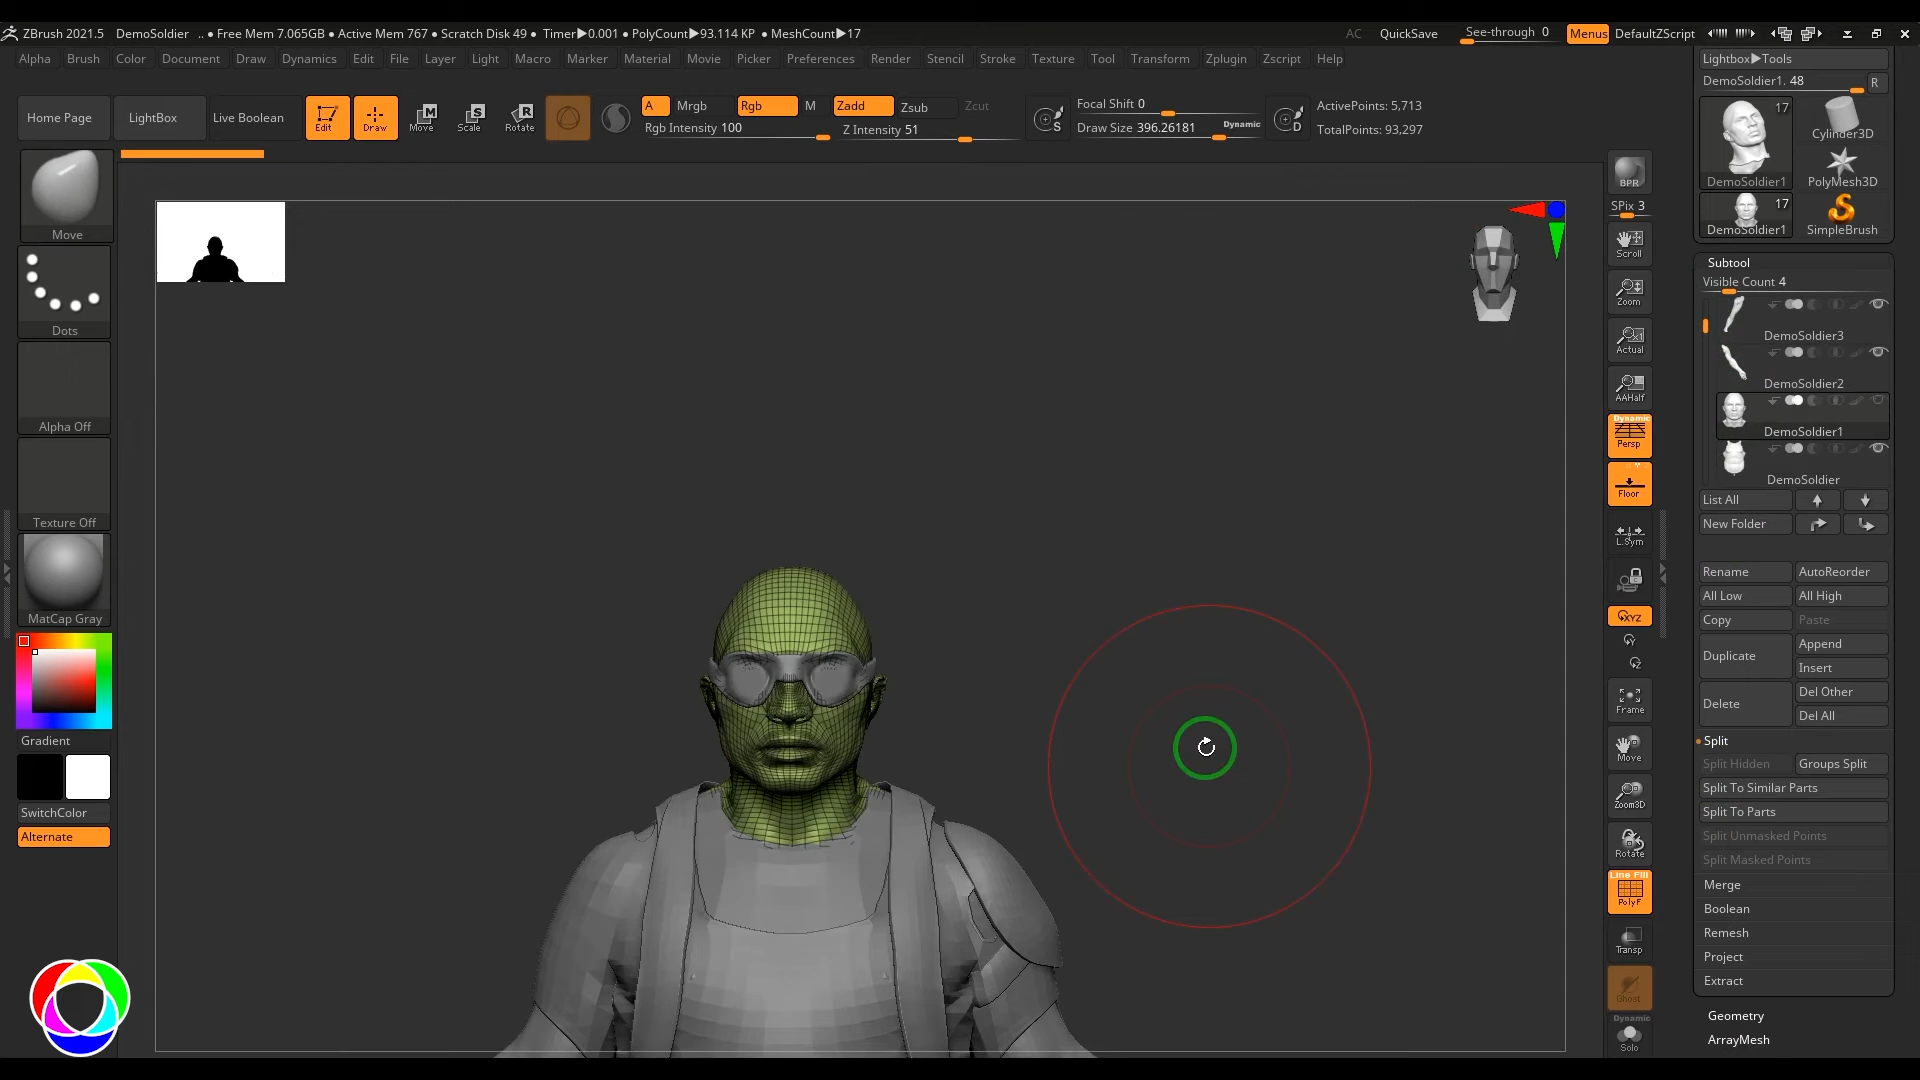 ZBrush 2021.5 DemoSoldier .. • Free Mem 7.065GB • Active Mem 767 • Scratch Disk 49 • Timer▶0.001 • PolyCount▶93.114 KP • MeshCount▶17 AC QuickSave See-through 0 Menus DefaultZScript
Alpha Brush Color Document Draw Dynamics Edit File Layer Light Macro Marker Material Movie Picker Preferences Render Stencil Stroke Texture Tool Transform Zplugin Zscript Help
Home Page LightBox Live Boolean Edit Draw Move Scale Rotate A Mrgb Rgb M Zadd Zsub Zcut
Rgb Intensity 100 Z Intensity 51
S Focal Shift 0
Draw Size 396.26181 Dynamic
D ActivePoints: 5,713
TotalPoints: 93,297
Move
Dots
Alpha Off
Texture Off
MatCap Gray
Gradient
SwitchColor
Alternate
BPR
SPix 3
Scroll
Zoom
Actual
AAHalf
Dynamic
Persp
Floor
L.Sym
XYZ
Y
Z
Frame
Move
Zoom3D
Rotate
Line Fill
PolyF
Transp
Ghost
Dynamic
Solo
Lightbox▶Tools
DemoSoldier1. 48 R
17
Cylinder3D
DemoSoldier1 PolyMesh3D
17
DemoSoldier1 SimpleBrush
Subtool
Visible Count 4
DemoSoldier3
DemoSoldier2
DemoSoldier1
DemoSoldier
List All
New Folder
Rename AutoReorder
All Low All High
Copy Paste
Duplicate Append
Insert
Delete Del Other
Del All
Split
Split Hidden Groups Split
Split To Similar Parts
Split To Parts
Split Unmasked Points
Split Masked Points
Merge
Boolean
Remesh
Project
Extract
Geometry
ArrayMesh